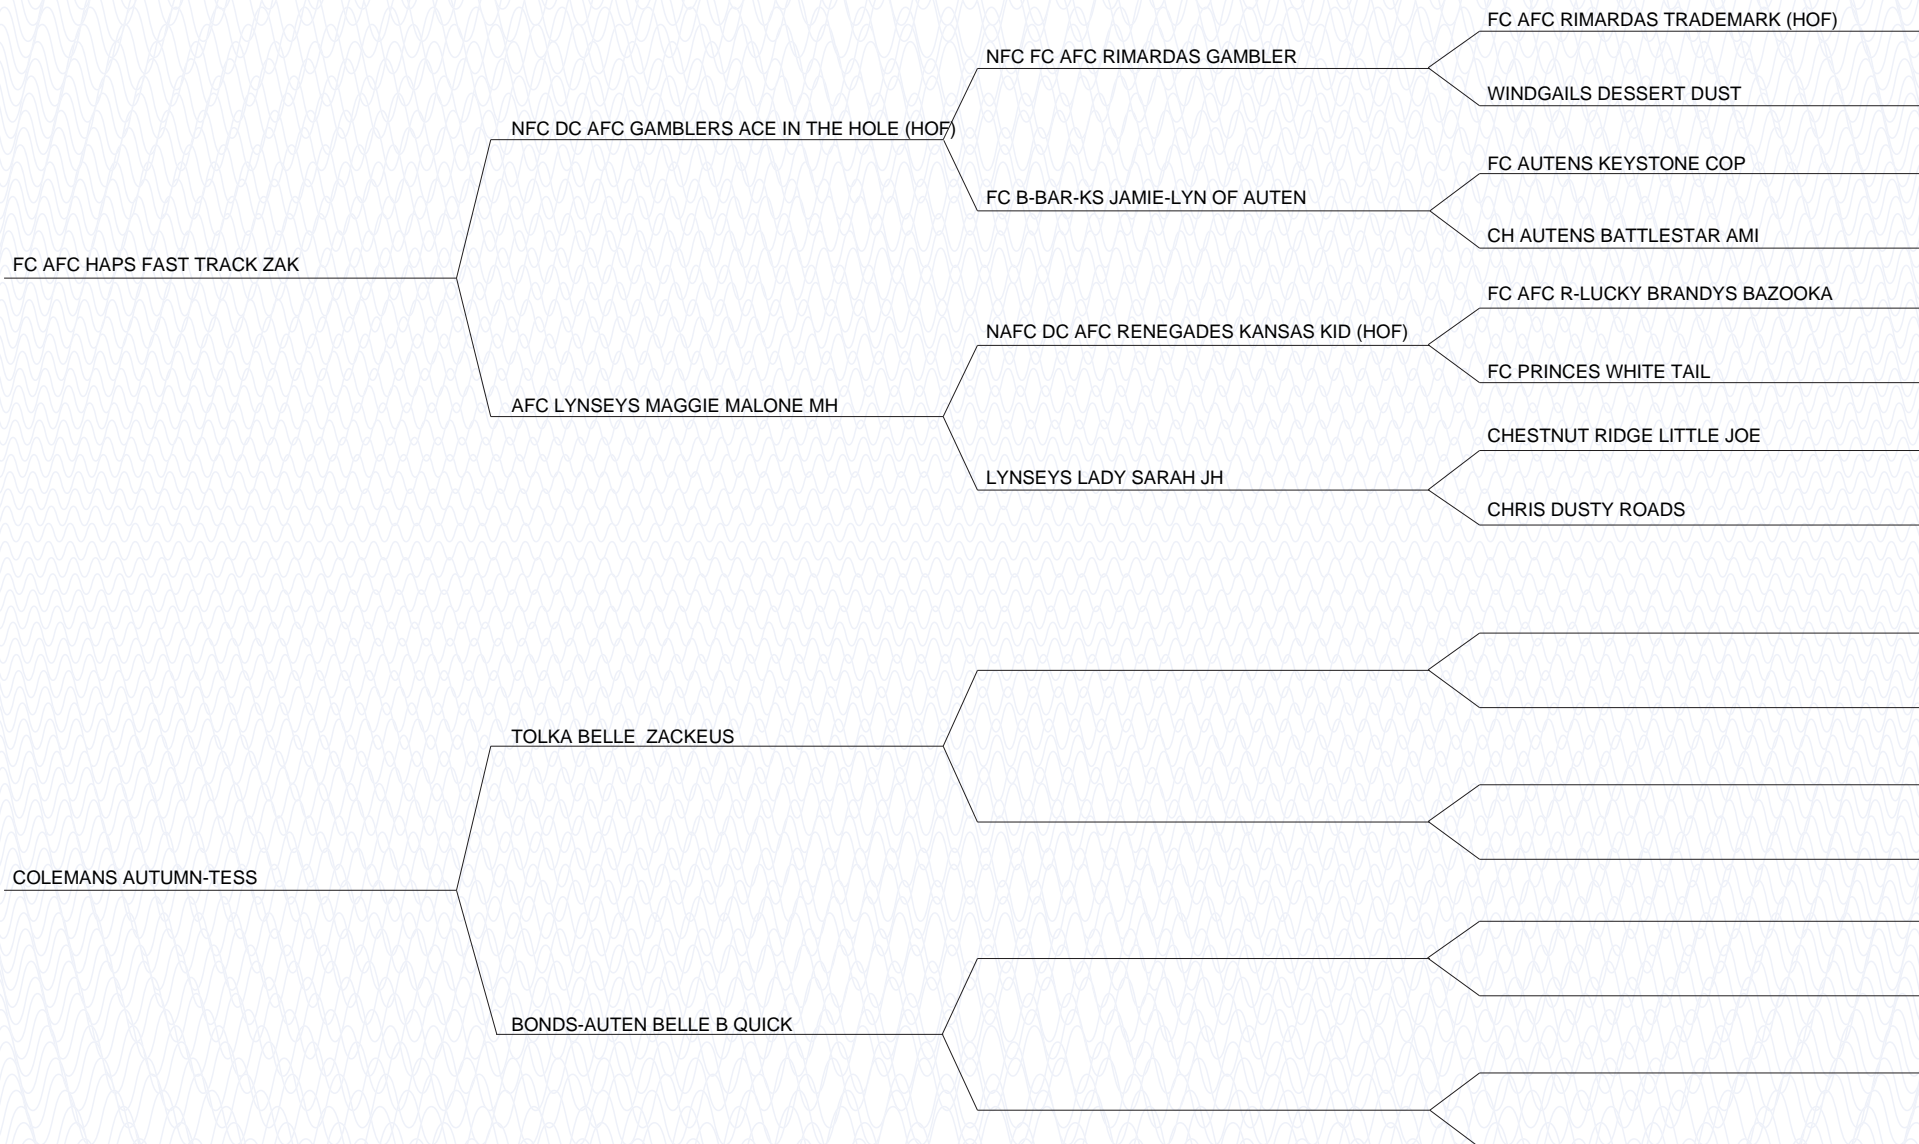 FC AFC RIMARDAS TRADEMARK (HOF)
NFC FC AFC RIMARDAS GAMBLER
WINDGAILS DESSERT DUST
NFC DC AFC GAMBLERS ACE IN THE HOLE (HOF)
FC AUTENS KEYSTONE COP
FC B-BAR-KS JAMIE-LYN OF AUTEN
CH AUTENS BATTLESTAR AMI
FC AFC HAPS FAST TRACK ZAK
FC AFC R-LUCKY BRANDYS BAZOOKA
NAFC DC AFC RENEGADES KANSAS KID (HOF)
FC PRINCES WHITE TAIL
AFC LYNSEYS MAGGIE MALONE MH
CHESTNUT RIDGE LITTLE JOE
LYNSEYS LADY SARAH JH
CHRIS DUSTY ROADS
TOLKA BELLE  ZACKEUS
COLEMANS AUTUMN-TESS
BONDS-AUTEN BELLE B QUICK